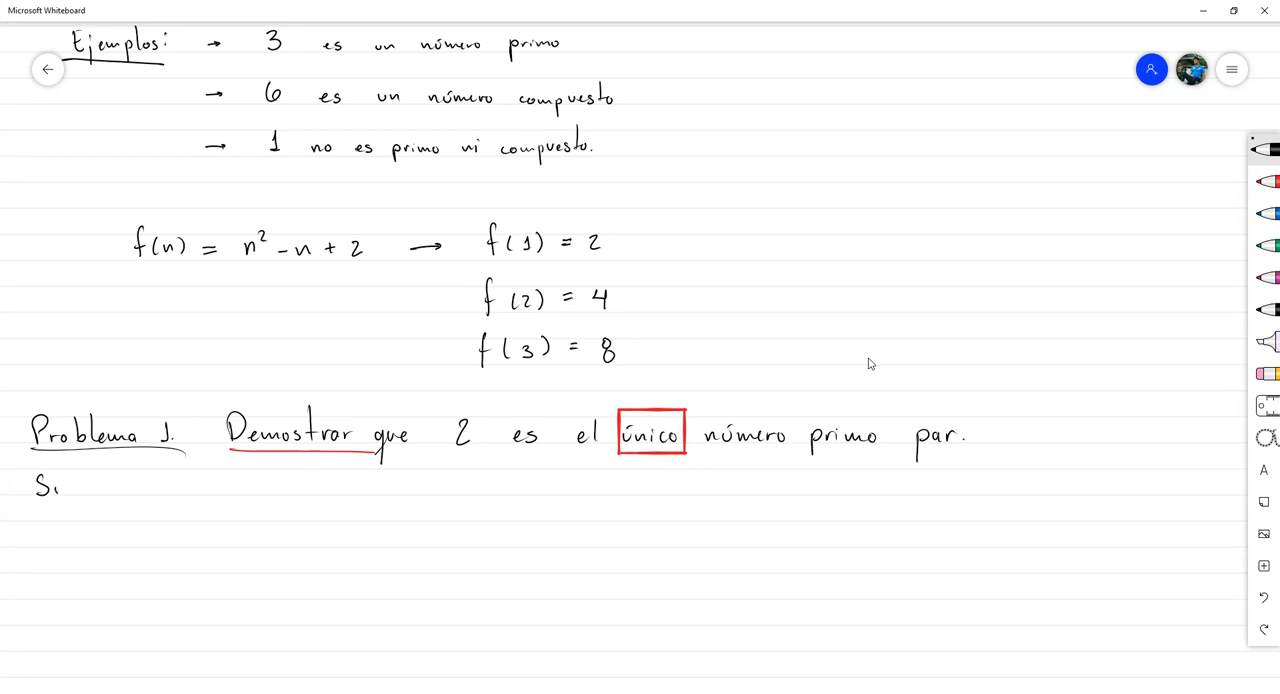 Microsoft Whiteboard
Ejemplos: → 3 es un número primo
→ 6 es un número compuesto
→ 1 no es primo ni compuesto.
f(n) = n² - n + 2 → f(1) = 2
f(2) = 4
f(3) = 8
Problema 1. Demostrar que 2 es el único número primo par.
S
A